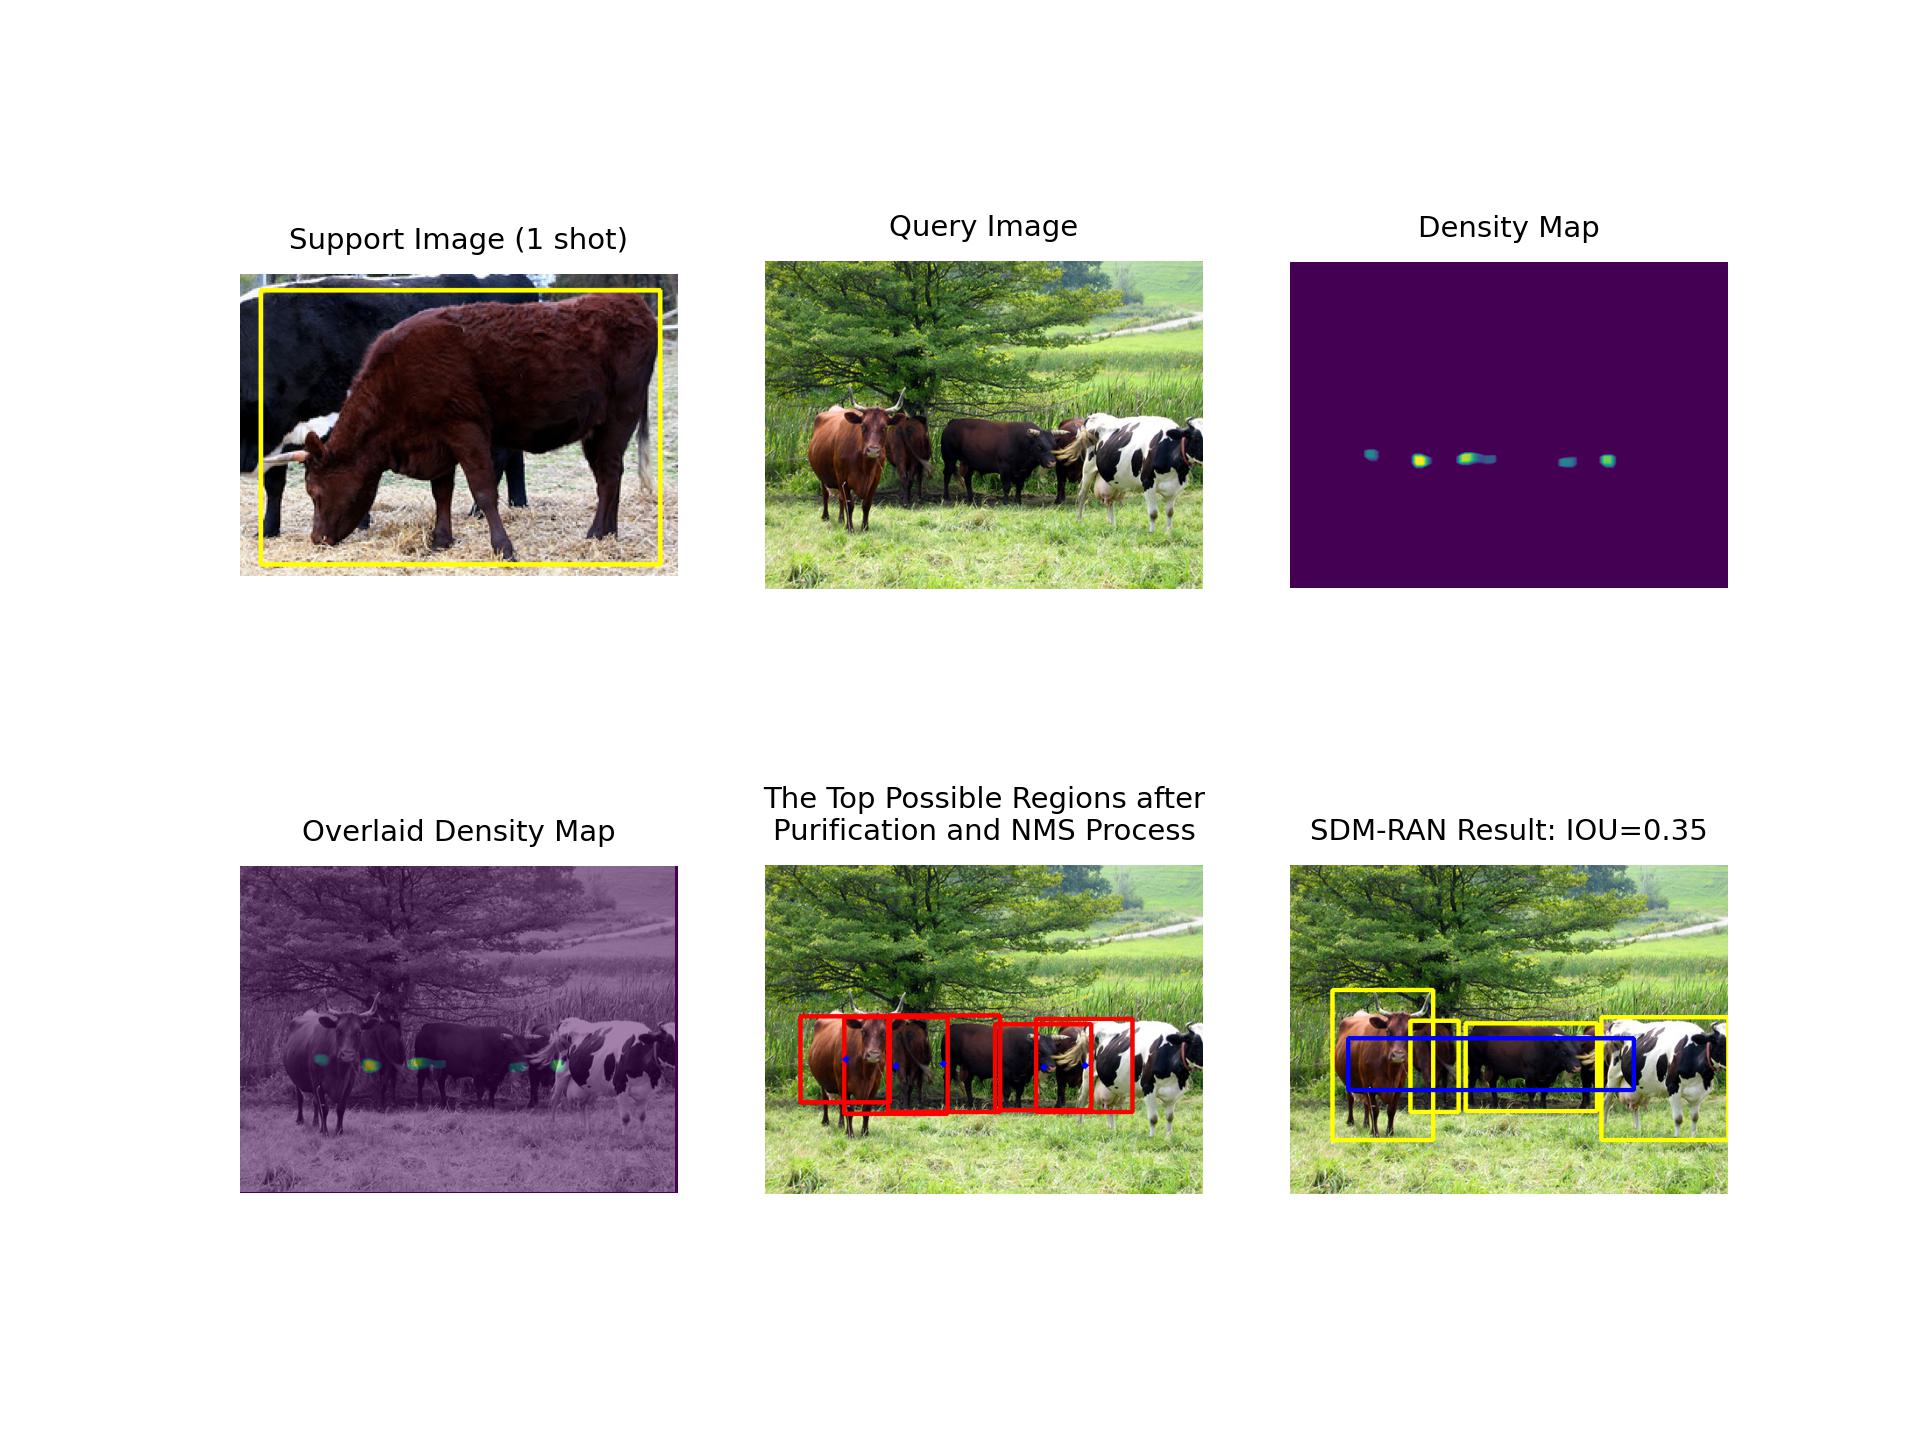 Support Image (1 shot)
Query Image
Density Map
Overlaid Density Map
The Top Possible Regions after
Purification and NMS Process
SDM-RAN Result: IOU=0.35